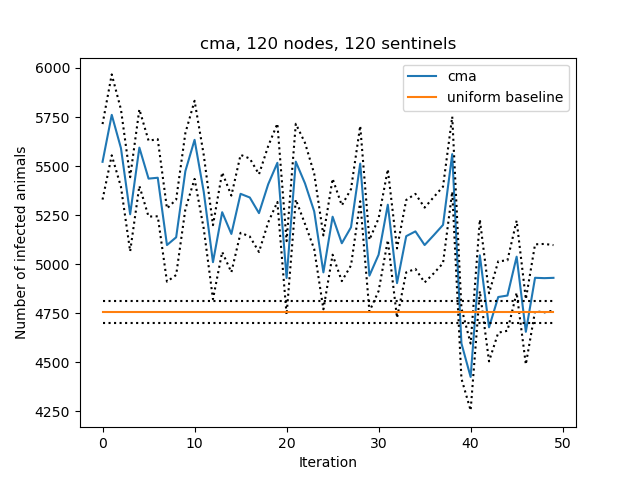 cma, 120 nodes, 120 sentinels
cma
uniform baseline
Number of infected animals
6000
5750
5500
5250
5000
4750
4500
4250
0 10 20 30 40 50
Iteration